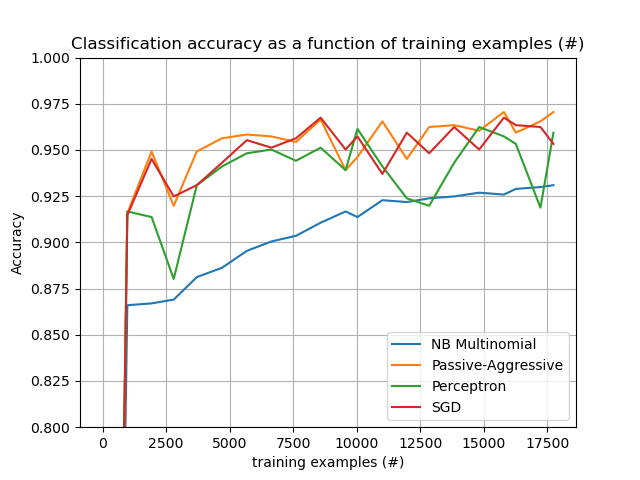 Classification accuracy as a function of training examples (#)
1.000
0.975
0.950
0.925
0.900
0.875
0.850
0.825
0.800
Accuracy
NB Multinomial
Passive-Aggressive
Perceptron
SGD
0 2500 5000 7500 10000 12500 15000 17500
training examples (#)